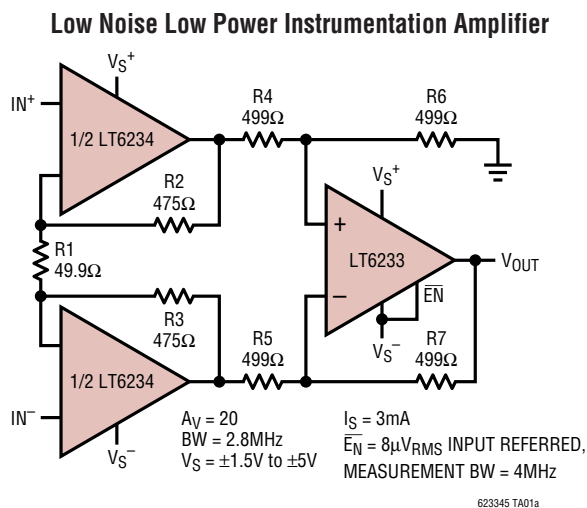 Low Noise Low Power Instrumentation Amplifier
VS+
IN+
1/2 LT6234
R4
499Ω
R6
499Ω
R2
475Ω
VS+
R1
49.9Ω
+
LT6233
VOUT
–
EN
R3
475Ω
VS–
R5
499Ω
R7
499Ω
1/2 LT6234
IN–
VS–
AV = 20
BW = 2.8MHz
VS = ±1.5V to ±5V
IS = 3mA
EN = 8µVRMS INPUT REFERRED,
MEASUREMENT BW = 4MHz
623345 TA01a